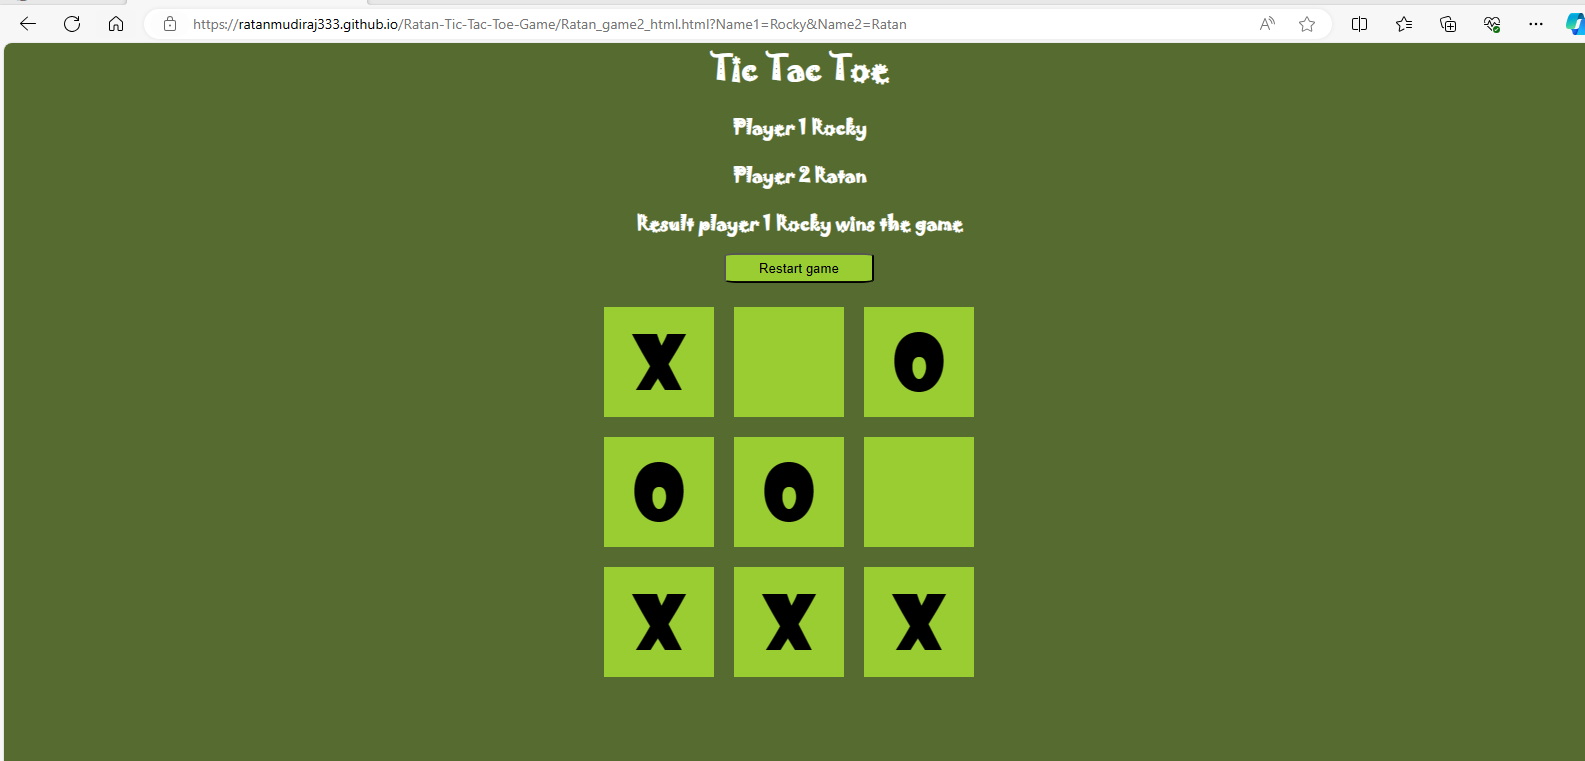 https://ratanmudiraj333.github.io/Ratan-Tic-Tac-Toe-Game/Ratan_game2_html.html?Name1=Rocky&Name2=Ratan
Tic Tac Toe
Player 1 Rocky
Player 2 Ratan
Result player 1 Rocky wins the game
Restart game
X O
O O
X X X